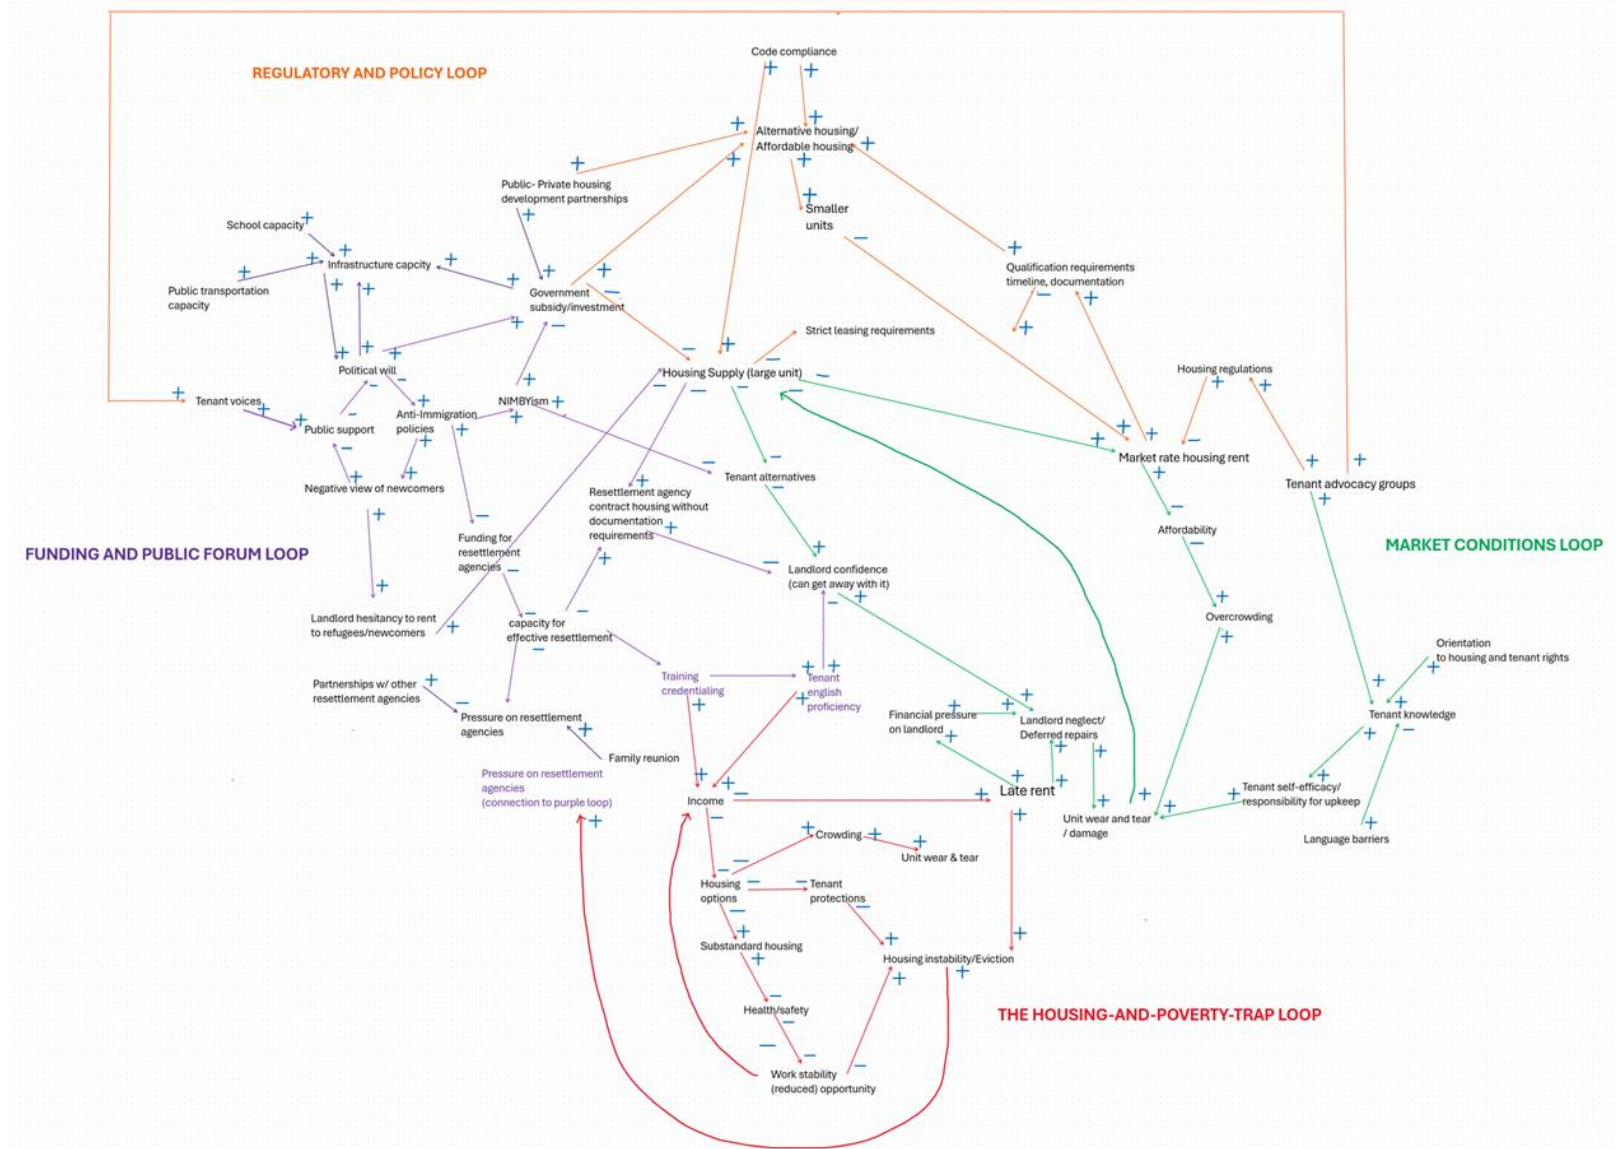 Code compliance
REGULATORY AND POLICY LOOP
Alternative housing/
Affordable housing
Public- Private housing
development partnerships
Smaller
units
School capacity
Infrastructure capcity
Qualification requirements
timeline, documentation
Public transportation
capacity
Government
subsidy/investment
Strict leasing requirements
Political will
Housing Supply (large unit)
Housing regulations
Tenant voices
NIMBYism
Anti-Immigration
policies
Public support
Market rate housing rent
Tenant alternatives
Tenant advocacy groups
Negative view of newcomers
Resettlement agency
contract housing without
documentation
requirements
Affordability
FUNDING AND PUBLIC FORUM LOOP
Funding for
resettlement
agencies
MARKET CONDITIONS LOOP
Landlord confidence
(can get away with it)
Landlord hesitancy to rent
to refugees/newcomers
capacity for
effective resettlement
Overcrowding
Orientation
to housing and tenant rights
Partnerships w/ other
resettlement agencies
Training
credentialing
Tenant
english
proficiency
Pressure on resettlement
agencies
Financial pressure
on landlord
Landlord neglect/
Deferred repairs
Tenant knowledge
Family reunion
Pressure on resettlement
agencies
(connection to purple loop)
Income
Late rent
Tenant self-efficacy/
responsibility for upkeep
Unit wear and tear
/ damage
Crowding
Language barriers
Unit wear & tear
Housing
options
Tenant
protections
Substandard housing
Housing instability/Eviction
Health/safety
THE HOUSING-AND-POVERTY-TRAP LOOP
Work stability
(reduced) opportunity